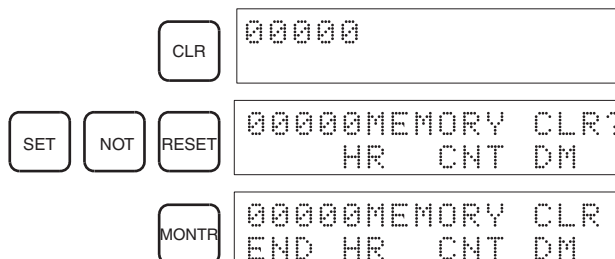 CLR
00000
SET NOT RESET
00000MEMORY CLR?
HR CNT DM
MONTR
00000MEMORY CLR
END HR CNT DM